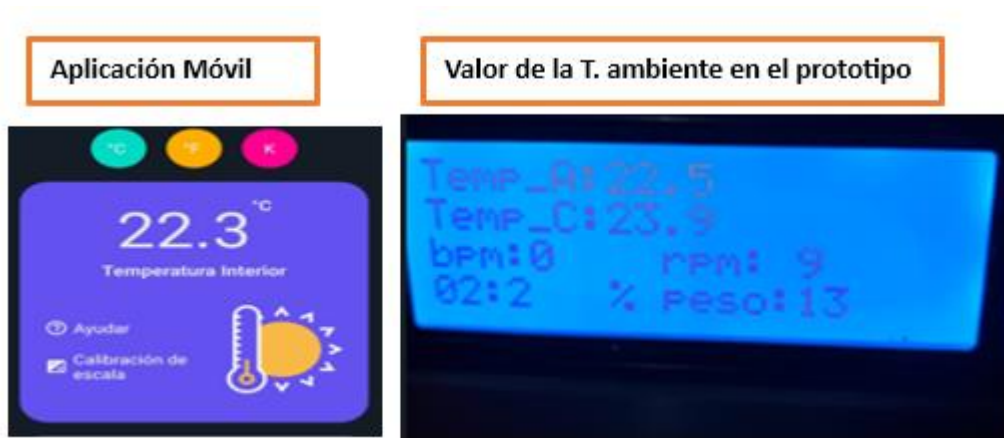 Aplicación Móvil
Valor de la T. ambiente en el prototipo
°C
°F
K
22.3 °C
Temperatura Interior
Ayudar
Calibración de
escala
Temp_A:22.5
Temp_C:23.9
bpm:0 rpm: 9
O2:2 % peso:13